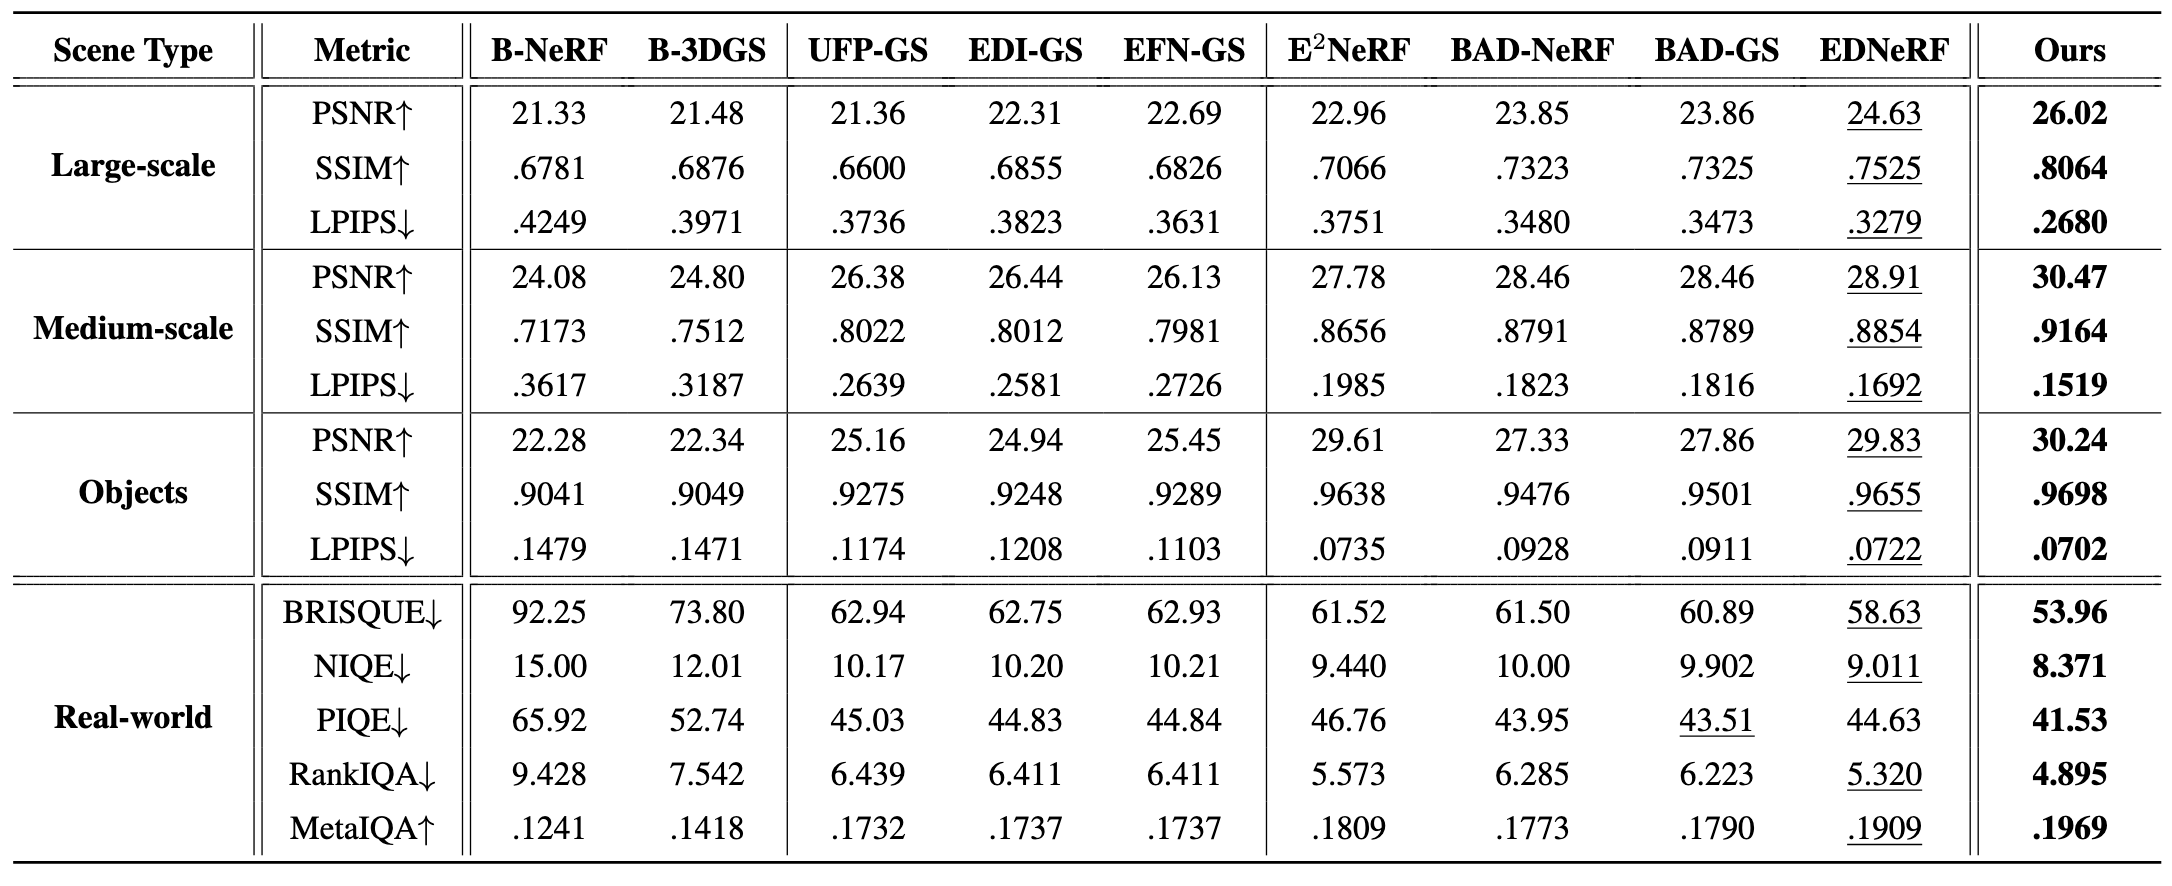 Scene Type Metric B-NeRF B-3DGS UFP-GS EDI-GS EFN-GS E²NeRF BAD-NeRF BAD-GS EDNeRF Ours
PSNR↑ 21.33 21.48 21.36 22.31 22.69 22.96 23.85 23.86 24.63 26.02
Large-scale SSIM↑ .6781 .6876 .6600 .6855 .6826 .7066 .7323 .7325 .7525 .8064
LPIPS↓ .4249 .3971 .3736 .3823 .3631 .3751 .3480 .3473 .3279 .2680
PSNR↑ 24.08 24.80 26.38 26.44 26.13 27.78 28.46 28.46 28.91 30.47
Medium-scale SSIM↑ .7173 .7512 .8022 .8012 .7981 .8656 .8791 .8789 .8854 .9164
LPIPS↓ .3617 .3187 .2639 .2581 .2726 .1985 .1823 .1816 .1692 .1519
PSNR↑ 22.28 22.34 25.16 24.94 25.45 29.61 27.33 27.86 29.83 30.24
Objects SSIM↑ .9041 .9049 .9275 .9248 .9289 .9638 .9476 .9501 .9655 .9698
LPIPS↓ .1479 .1471 .1174 .1208 .1103 .0735 .0928 .0911 .0722 .0702
BRISQUE↓ 92.25 73.80 62.94 62.75 62.93 61.52 61.50 60.89 58.63 53.96
NIQE↓ 15.00 12.01 10.17 10.20 10.21 9.440 10.00 9.902 9.011 8.371
Real-world PIQE↓ 65.92 52.74 45.03 44.83 44.84 46.76 43.95 43.51 44.63 41.53
RankIQA↓ 9.428 7.542 6.439 6.411 6.411 5.573 6.285 6.223 5.320 4.895
MetaIQA↑ .1241 .1418 .1732 .1737 .1737 .1809 .1773 .1790 .1909 .1969